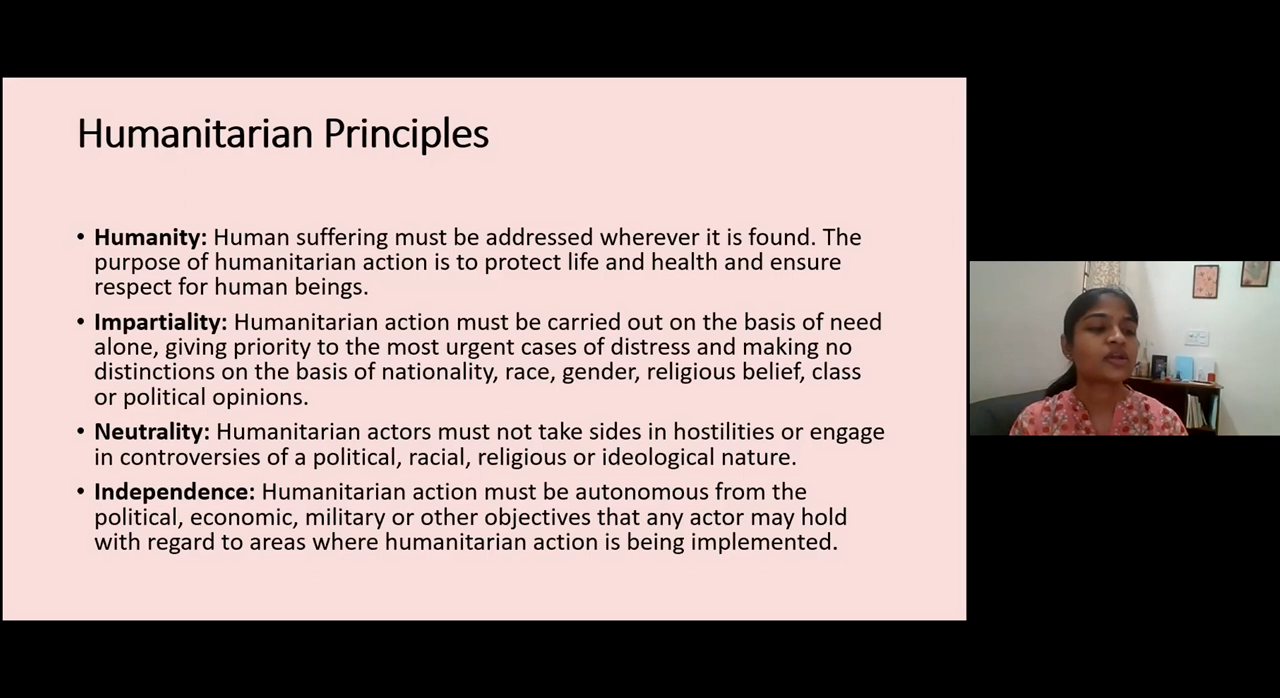 Humanitarian Principles
• Humanity: Human suffering must be addressed wherever it is found. The
purpose of humanitarian action is to protect life and health and ensure
respect for human beings.
• Impartiality: Humanitarian action must be carried out on the basis of need
alone, giving priority to the most urgent cases of distress and making no
distinctions on the basis of nationality, race, gender, religious belief, class
or political opinions.
• Neutrality: Humanitarian actors must not take sides in hostilities or engage
in controversies of a political, racial, religious or ideological nature.
• Independence: Humanitarian action must be autonomous from the
political, economic, military or other objectives that any actor may hold
with regard to areas where humanitarian action is being implemented.